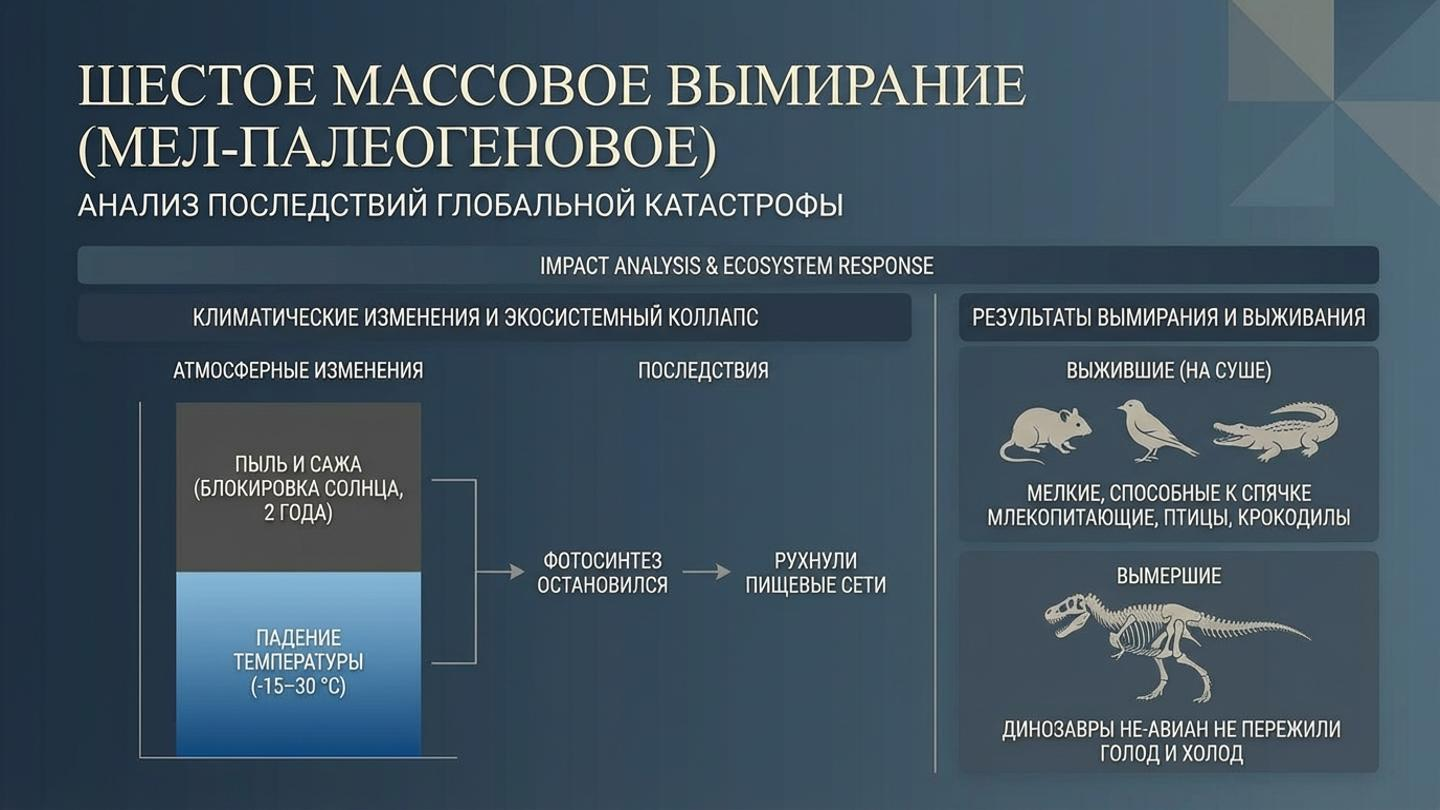 ШЕСТОЕ МАССОВОЕ ВЫМИРАНИЕ
(МЕЛ-ПАЛЕОГЕНОВОЕ)
АНАЛИЗ ПОСЛЕДСТВИЙ ГЛОБАЛЬНОЙ КАТАСТРОФЫ
IMPACT ANALYSIS & ECOSYSTEM RESPONSE
КЛИМАТИЧЕСКИЕ ИЗМЕНЕНИЯ И ЭКОСИСТЕМНЫЙ КОЛЛАПС
АТМОСФЕРНЫЕ ИЗМЕНЕНИЯ
ПОСЛЕДСТВИЯ
ПЫЛЬ И САЖА
(БЛОКИРОВКА СОЛНЦА,
2 ГОДА)
ПАДЕНИЕ
ТЕМПЕРАТУРЫ
(-15–30 °C)
ФОТОСИНТЕЗ
ОСТАНОВИЛСЯ
РУХНУЛИ
ПИЩЕВЫЕ СЕТИ
РЕЗУЛЬТАТЫ ВЫМИРАНИЯ И ВЫЖИВАНИЯ
ВЫЖИВШИЕ (НА СУШЕ)
МЕЛКИЕ, СПОСОБНЫЕ К СПЯЧКЕ
МЛЕКОПИТАЮЩИЕ, ПТИЦЫ, КРОКОДИЛЫ
ВЫМЕРШИЕ
ДИНОЗАВРЫ НЕ-АВИАН НЕ ПЕРЕЖИЛИ
ГОЛОД И ХОЛОД